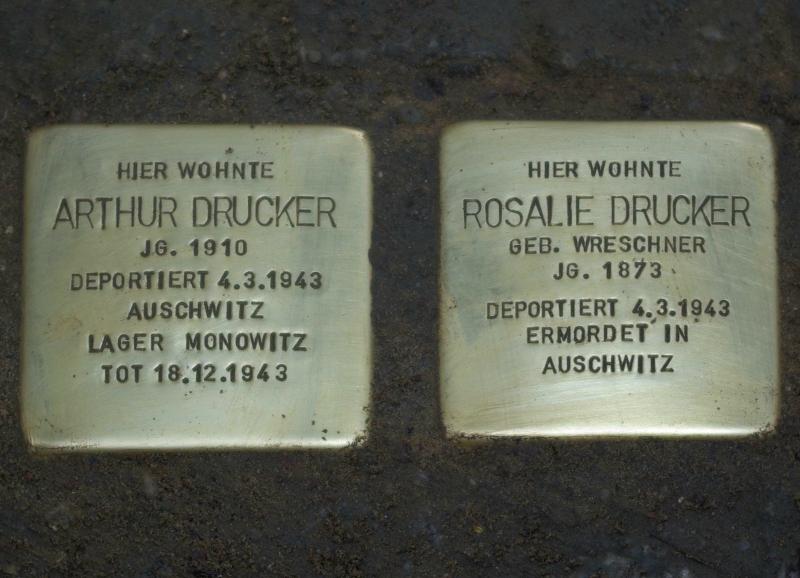 HIER WOHNTE
ARTHUR DRUCKER
JG. 1910
DEPORTIERT 4.3.1943
AUSCHWITZ
LAGER MONOWITZ
TOT 18.12.1943
HIER WOHNTE
ROSALIE DRUCKER
GEB. WRESCHNER
JG. 1873
DEPORTIERT 4.3.1943
ERMORDET IN
AUSCHWITZ